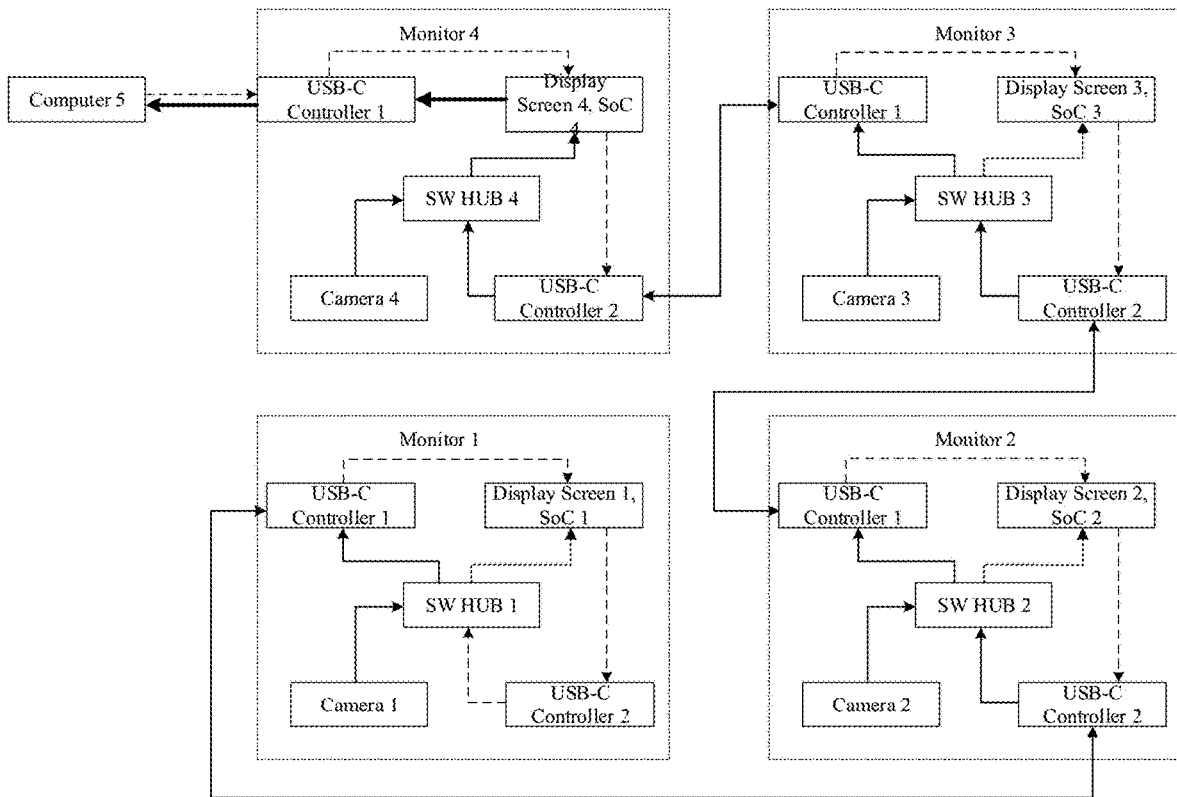 Monitor 4
Computer 5
USB-C
Controller 1
Display
Screen 4, SoC
4
SW HUB 4
Camera 4
USB-C
Controller 2
Monitor 3
USB-C
Controller 1
Display Screen 3,
SoC 3
SW HUB 3
Camera 3
USB-C
Controller 2
Monitor 1
USB-C
Controller 1
Display Screen 1,
SoC 1
SW HUB 1
Camera 1
USB-C
Controller 2
Monitor 2
USB-C
Controller 1
Display Screen 2,
SoC 2
SW HUB 2
Camera 2
USB-C
Controller 2